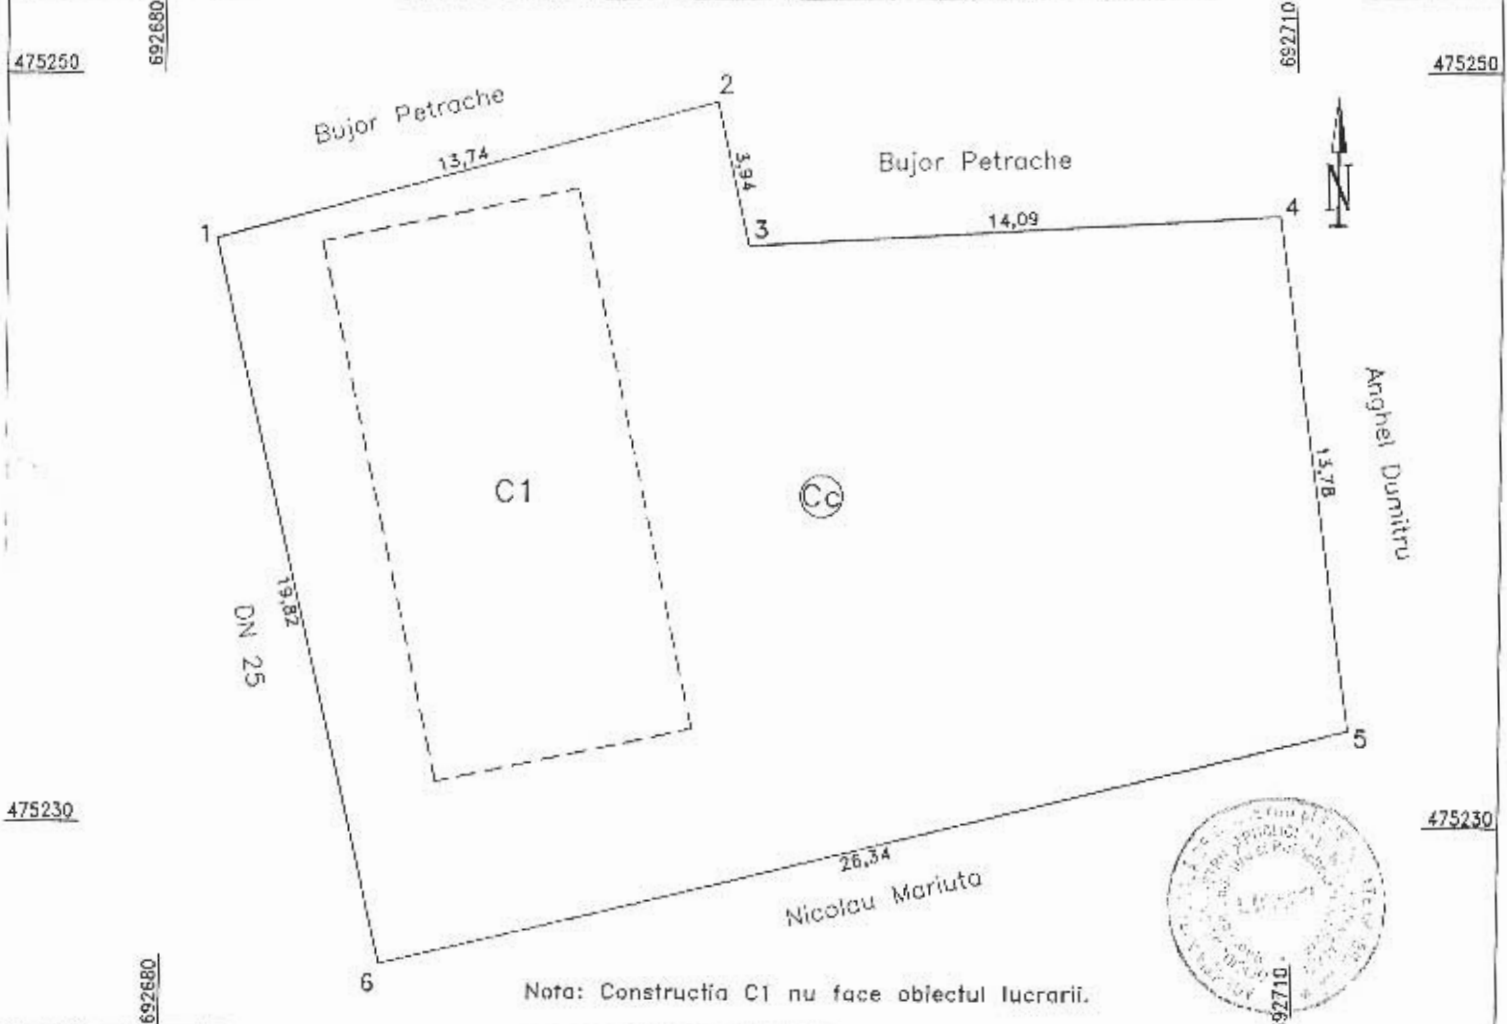 692680
692710
475250
475250
2
Bujor Petrache
13,74
3,94
Bujor Petrache
N
1
3
14,09
4
Anghel Dumitru
13,78
C1
Cc
19,82
DN 25
5
475230
475230
26,34
Nicolau Mariuta
6
692680
92710
Nota: Constructia C1 nu face obiectul lucrarii.